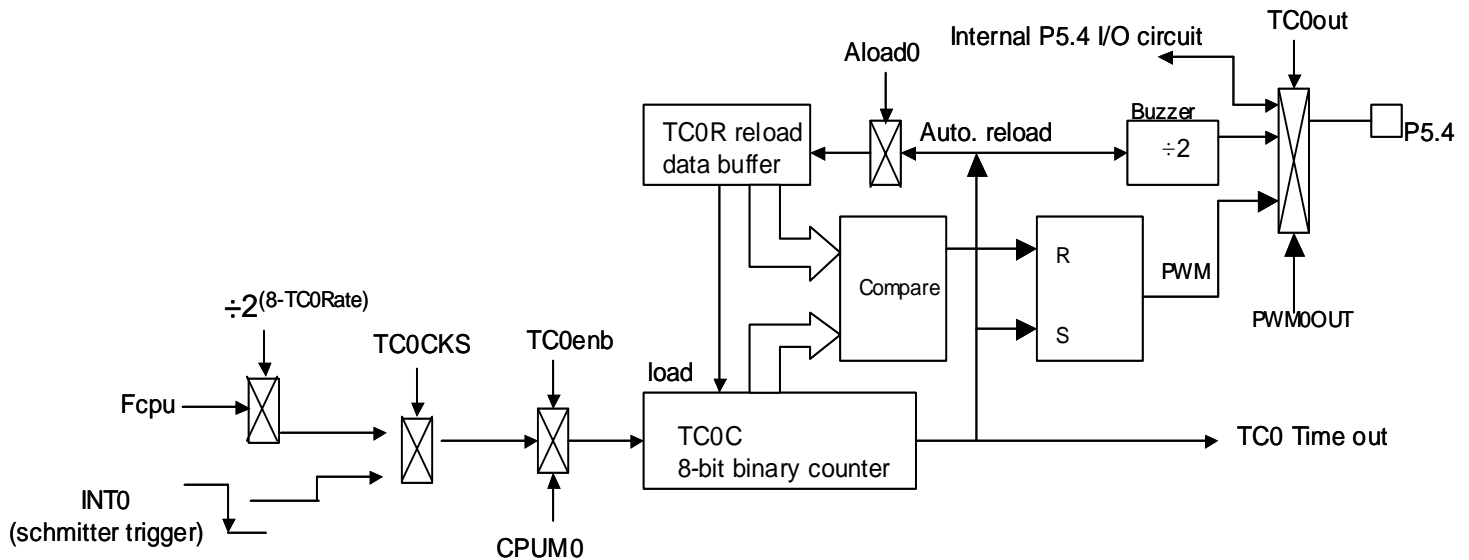 TC0out
Internal P5.4 I/O circuit
Aload0
Buzzer
TC0R reload
data buffer
Auto. reload
÷2
P5.4
R
Compare
PWM
S
PWM0OUT
÷2(8-TC0Rate)
TC0CKS
TC0enb
load
Fcpu
TC0C
8-bit binary counter
TC0 Time out
INT0
(schmitter trigger)
CPUM0